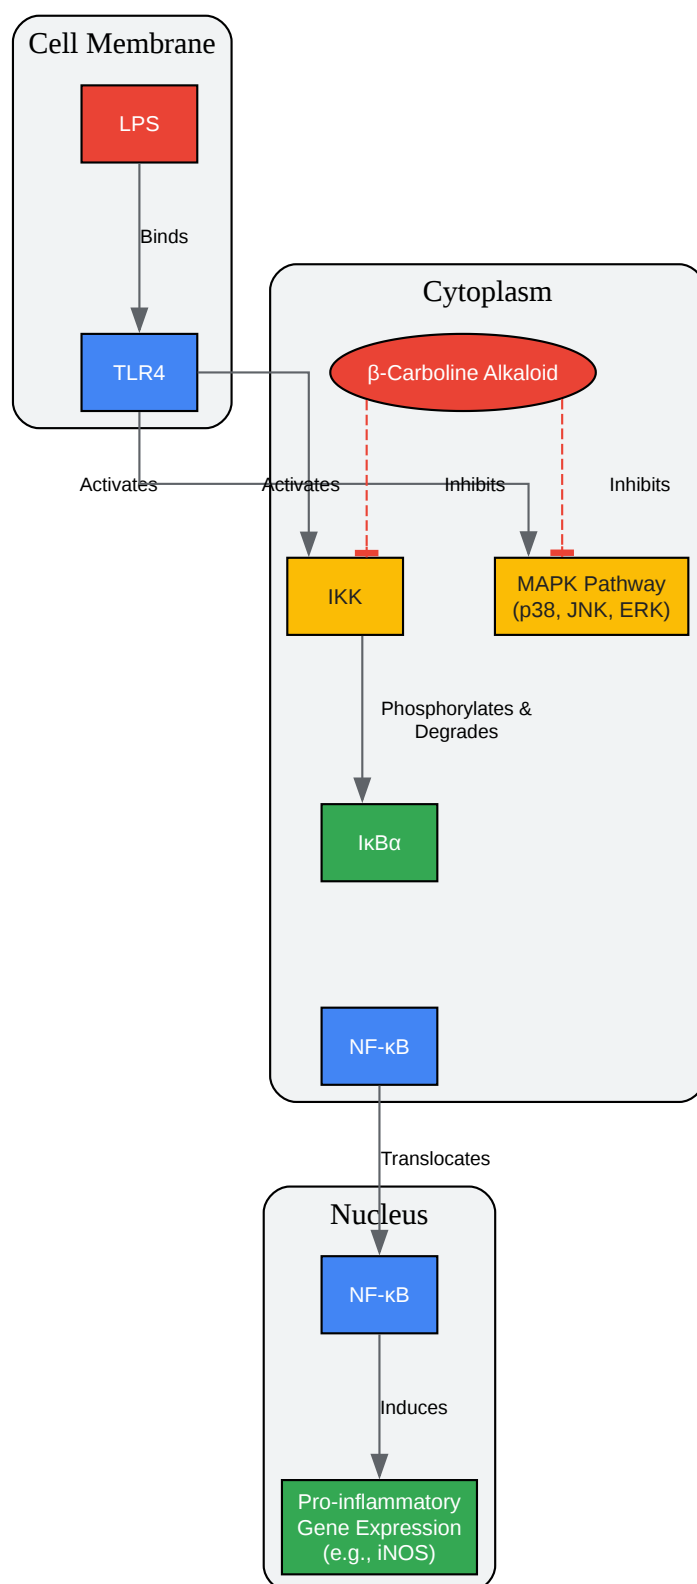 Cell Membrane
LPS
Binds
Cytoplasm
TLR4
β-Carboline Alkaloid
Activates
Activates
Inhibits
Inhibits
IKK
MAPK Pathway
(p38, JNK, ERK)
Phosphorylates &
Degrades
IκBα
NF-κB
Translocates
Nucleus
NF-κB
Induces
Pro-inflammatory
Gene Expression
(e.g., iNOS)